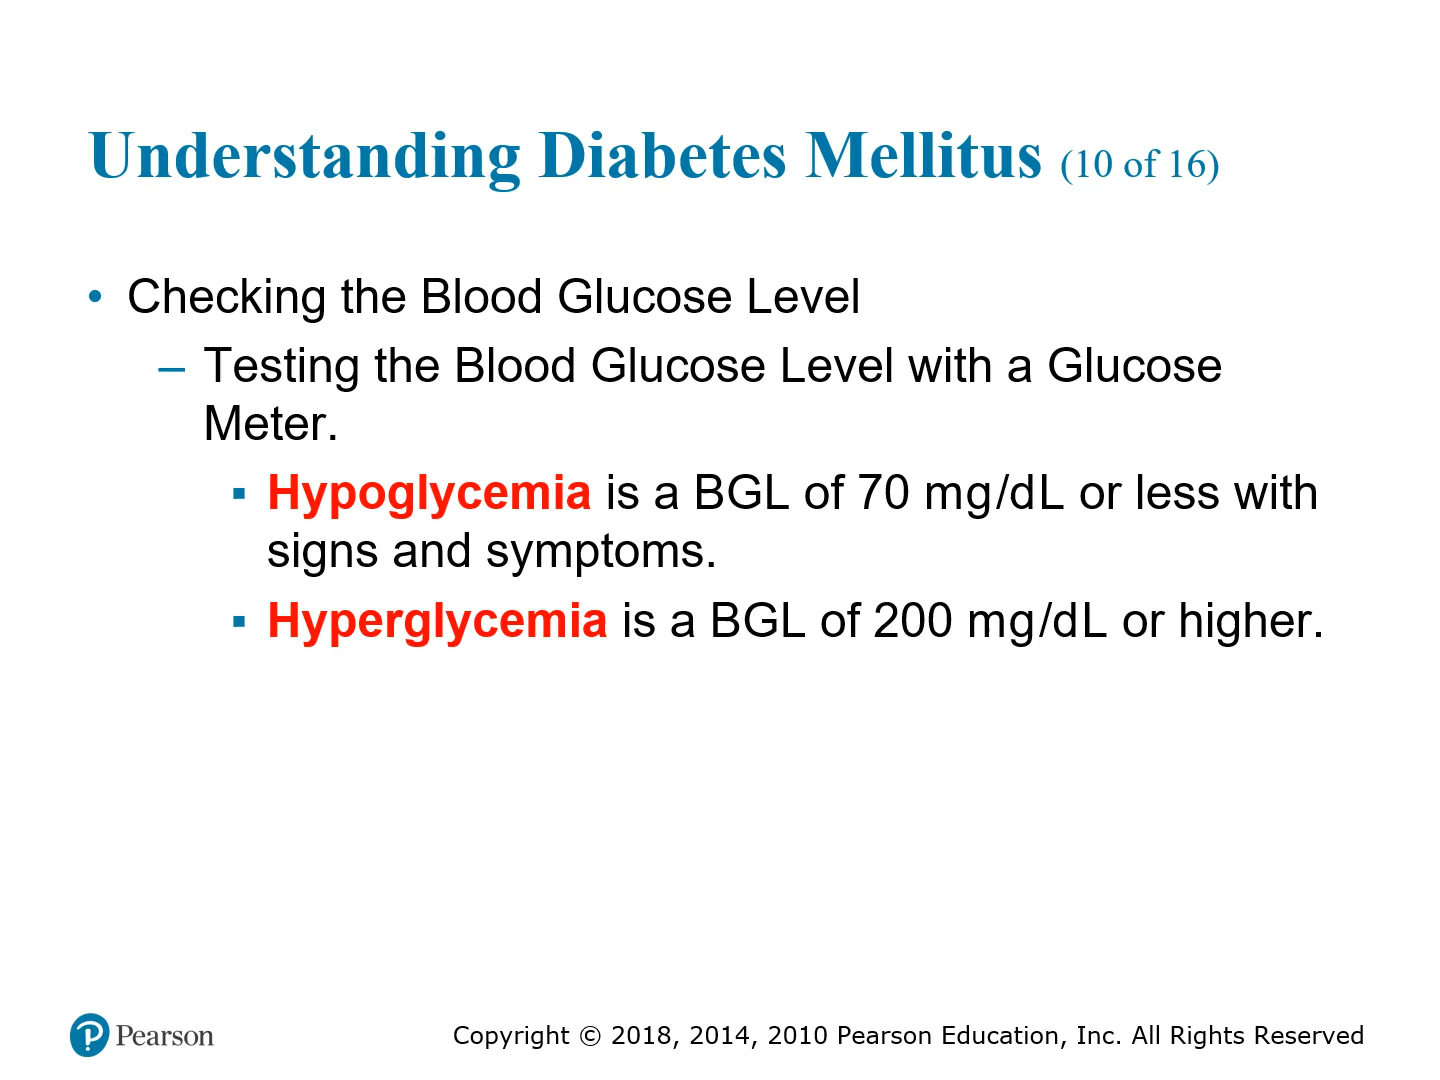 Understanding Diabetes Mellitus (10 of 16)
• Checking the Blood Glucose Level
– Testing the Blood Glucose Level with a Glucose
Meter.
▪ Hypoglycemia is a BGL of 70 mg/dL or less with
signs and symptoms.
▪ Hyperglycemia is a BGL of 200 mg/dL or higher.
Pearson
Copyright © 2018, 2014, 2010 Pearson Education, Inc. All Rights Reserved